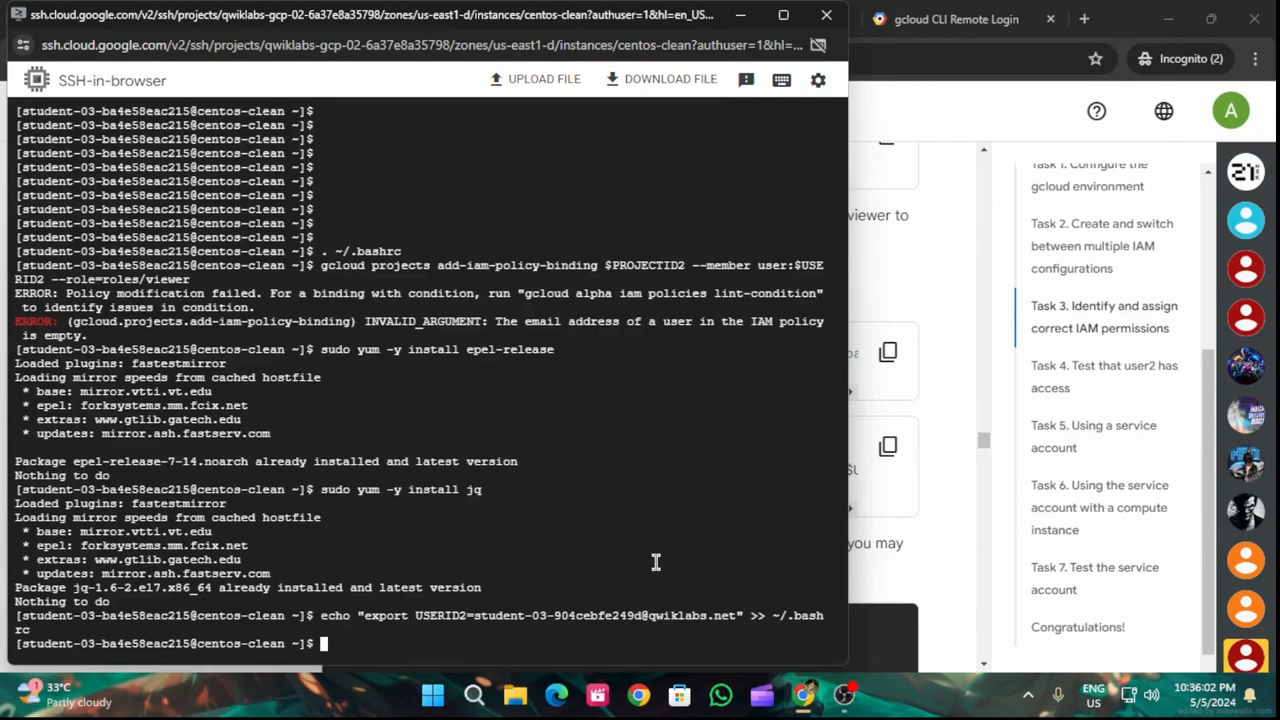 ssh.cloud.google.com/v2/ssh/projects/qwiklabs-gcp-02-6a37e8a35798/zones/us-east1-d/instances/centos-clean?authuser=1&hl=en_US...
gcloud CLI Remote Login
ssh.cloud.google.com/v2/ssh/projects/qwiklabs-gcp-02-6a37e8a35798/zones/us-east1-d/instances/centos-clean?authuser=1&hl=...
Incognito (2)
SSH-in-browser
UPLOAD FILE
DOWNLOAD FILE
A
[student-03-ba4e58eac215@centos-clean ~]$
[student-03-ba4e58eac215@centos-clean ~]$
[student-03-ba4e58eac215@centos-clean ~]$
[student-03-ba4e58eac215@centos-clean ~]$
[student-03-ba4e58eac215@centos-clean ~]$
[student-03-ba4e58eac215@centos-clean ~]$
[student-03-ba4e58eac215@centos-clean ~]$
[student-03-ba4e58eac215@centos-clean ~]$
[student-03-ba4e58eac215@centos-clean ~]$
[student-03-ba4e58eac215@centos-clean ~]$
[student-03-ba4e58eac215@centos-clean ~]$ . ~/.bashrc
[student-03-ba4e58eac215@centos-clean ~]$ gcloud projects add-iam-policy-binding $PROJECTID2 --member user:$USE
RID2 --role=roles/viewer
ERROR: Policy modification failed. For a binding with condition, run "gcloud alpha iam policies lint-condition"
to identify issues in condition.
ERROR: (gcloud.projects.add-iam-policy-binding) INVALID_ARGUMENT: The email address of a user in the IAM policy
is empty.
[student-03-ba4e58eac215@centos-clean ~]$ sudo yum -y install epel-release
Loaded plugins: fastestmirror
Loading mirror speeds from cached hostfile
* base: mirror.vtti.vt.edu
* epel: forksystems.mm.fcix.net
* extras: www.gtlib.gatech.edu
* updates: mirror.ash.fastserv.com
Package epel-release-7-14.noarch already installed and latest version
Nothing to do
[student-03-ba4e58eac215@centos-clean ~]$ sudo yum -y install jq
Loaded plugins: fastestmirror
Loading mirror speeds from cached hostfile
* base: mirror.vtti.vt.edu
* epel: forksystems.mm.fcix.net
* extras: www.gtlib.gatech.edu
* updates: mirror.ash.fastserv.com
Package jq-1.6-2.el7.x86_64 already installed and latest version
Nothing to do
[student-03-ba4e58eac215@centos-clean ~]$ echo "export USERID2=student-03-904cebfe249d@qwiklabs.net" >> ~/.bash
rc
[student-03-ba4e58eac215@centos-clean ~]$
viewer to
you may
Task 1. Configure the
gcloud environment
Task 2. Create and switch
between multiple IAM
configurations
Task 3. Identify and assign
correct IAM permissions
Task 4. Test that user2 has
access
Task 5. Using a service
account
Task 6. Using the service
account with a compute
instance
Task 7. Test the service
account
Congratulations!
21
1
33°C
Partly cloudy
ENG
US
10:36:02 PM
5/5/2024